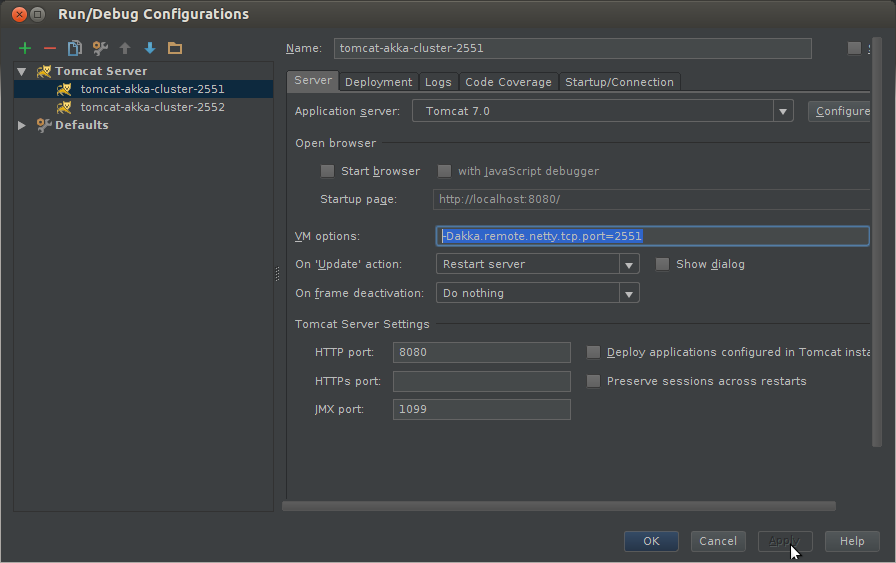 Run/Debug Configurations
Name: tomcat-akka-cluster-2551
Tomcat Server
tomcat-akka-cluster-2551
tomcat-akka-cluster-2552
Defaults
Server Deployment Logs Code Coverage Startup/Connection
Application server: Tomcat 7.0 Configure
Open browser
Start browser with JavaScript debugger
Startup page: http://localhost:8080/
VM options: -Dakka.remote.netty.tcp.port=2551
On 'Update' action: Restart server Show dialog
On frame deactivation: Do nothing
Tomcat Server Settings
HTTP port: 8080 Deploy applications configured in Tomcat insta
HTTPs port: Preserve sessions across restarts
JMX port: 1099
OK Cancel Apply Help